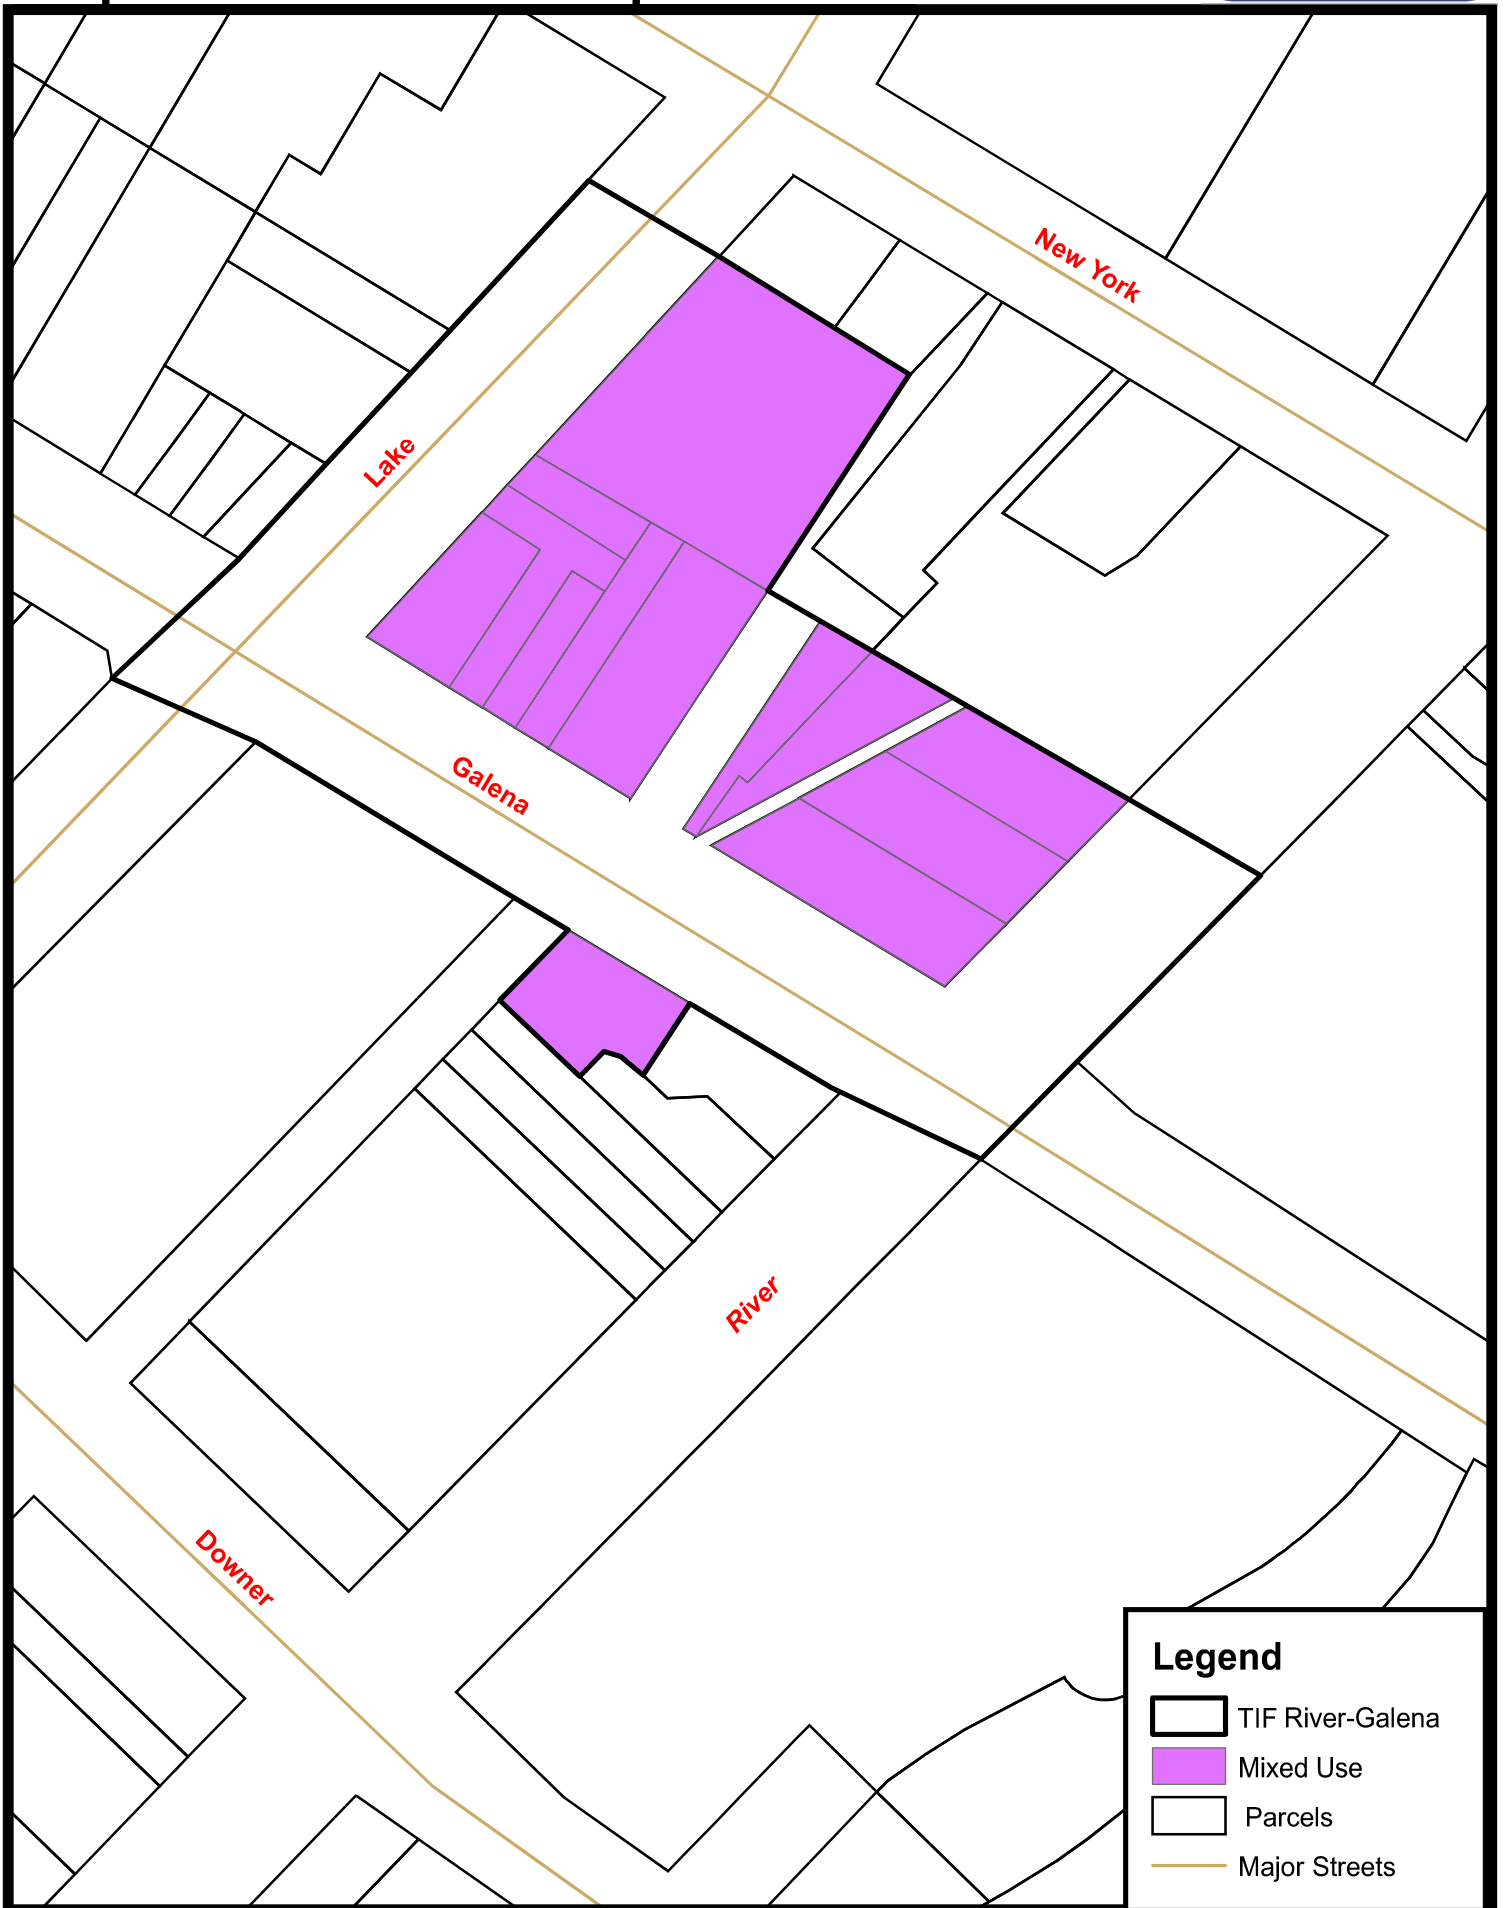 New York
Lake
Galena
River
Downer
Legend
TIF River-Galena
Mixed Use
Parcels
Major Streets